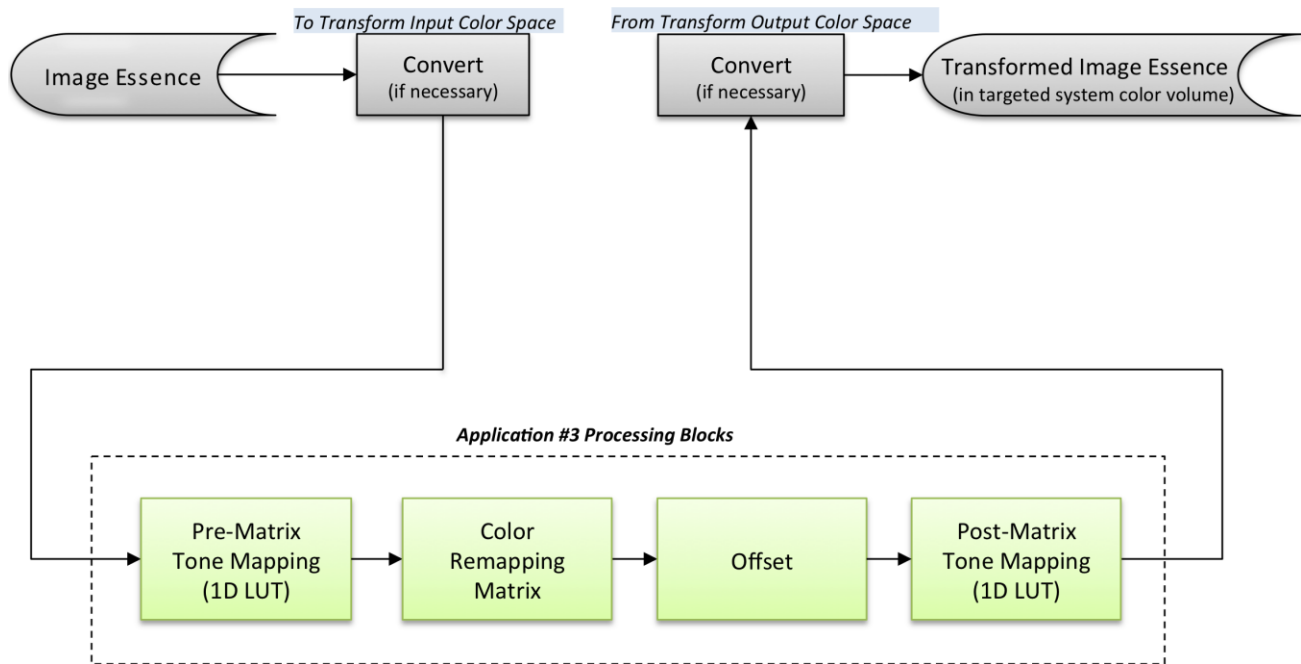 To Transform Input Color Space
From Transform Output Color Space
Image Essence
Convert
(if necessary)
Convert
(if necessary)
Transformed Image Essence
(in targeted system color volume)
Application #3 Processing Blocks
Pre-Matrix
Tone Mapping
(1D LUT)
Color
Remapping
Matrix
Offset
Post-Matrix
Tone Mapping
(1D LUT)